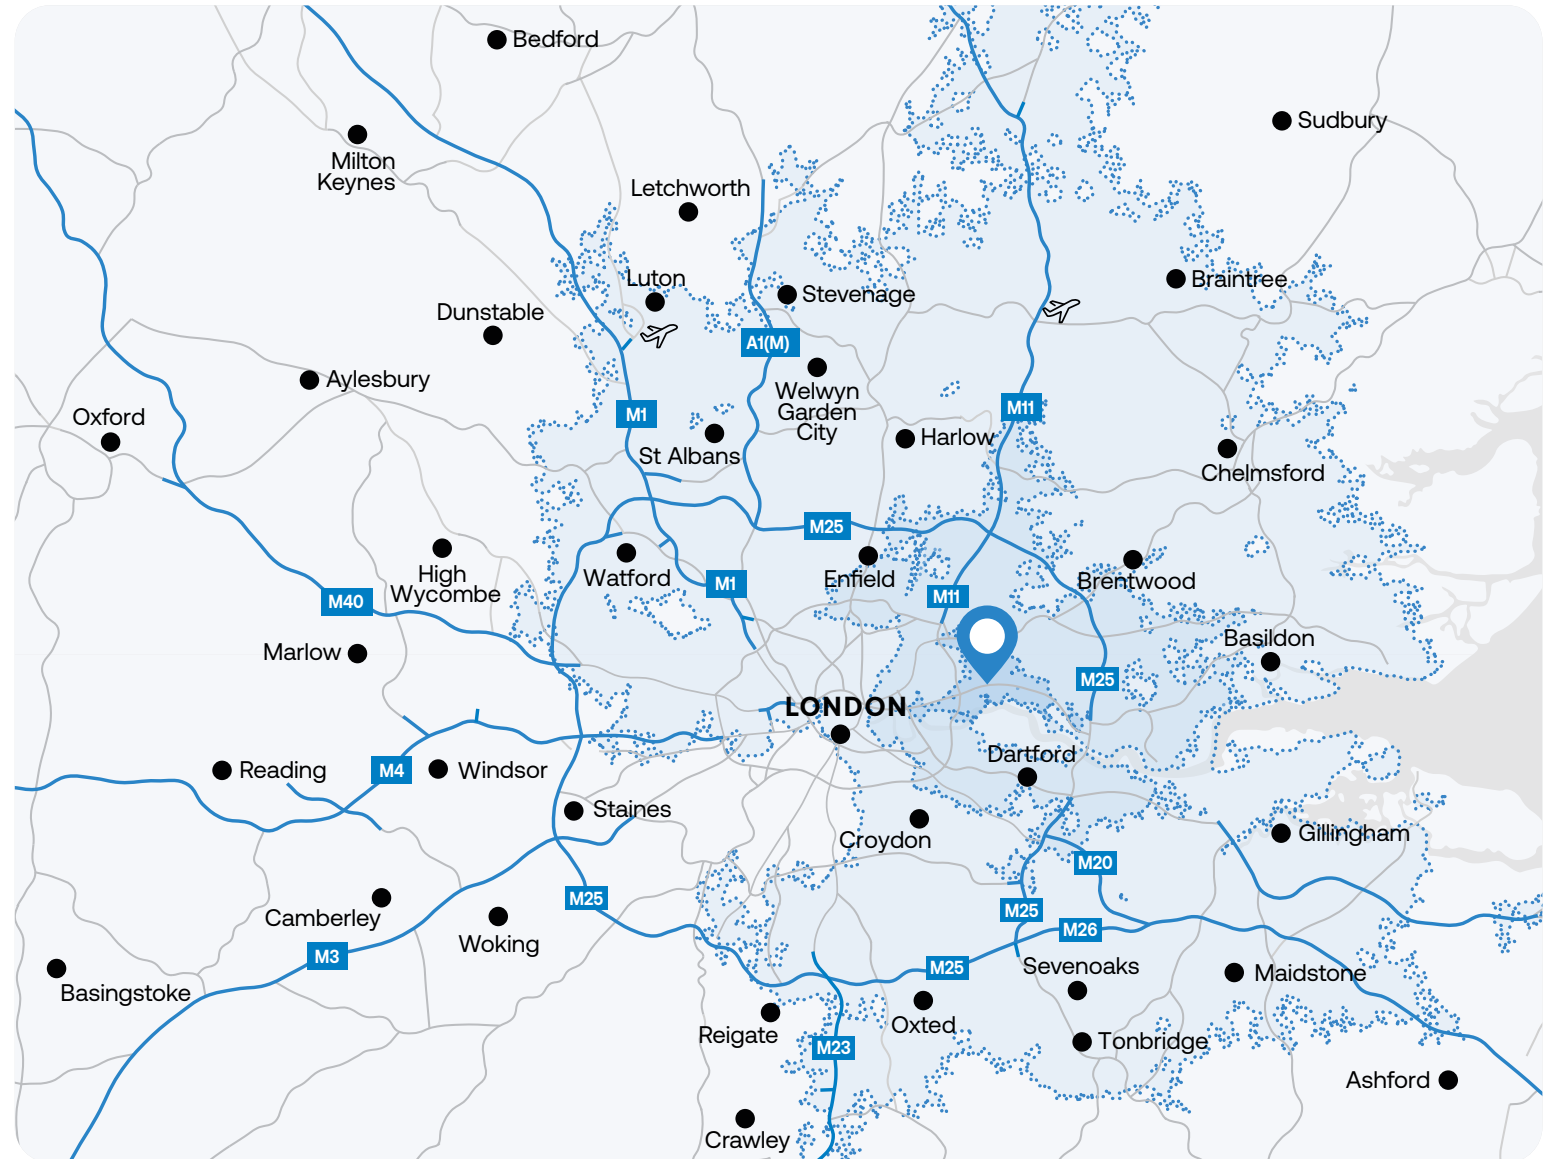 Bedford
Sudbury
Milton
Keynes
Letchworth
Luton
Braintree
Stevenage
Dunstable
A1(M)
Aylesbury
Welwyn
Garden
City
M1
M11
Oxford
Harlow
St Albans
Chelmsford
M25
High
Wycombe
Watford
Enfield
Brentwood
M1
M11
M40
Basildon
Marlow
M25
LONDON
Dartford
Reading
M4
Windsor
Staines
Croydon
Gillingham
M20
M25
Camberley
M25
M26
Woking
M3
M25
Sevenoaks
Maidstone
Basingstoke
Reigate
Oxted
M23
Tonbridge
Ashford
Crawley